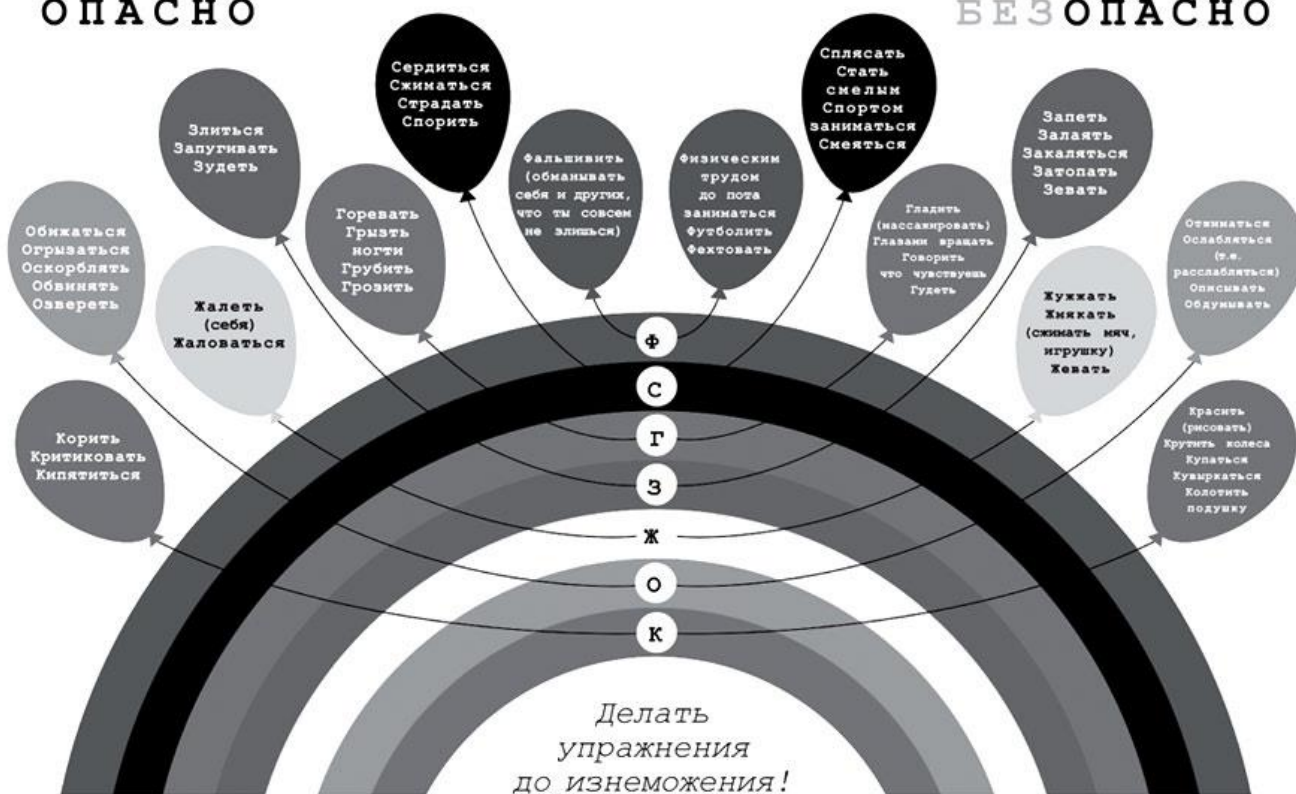 ОПАСНО
БЕЗОПАСНО
Сердиться
Сжиматься
Страдать
Спорить
Сплясать
Стать
смелым
Спортом
заниматься
Смеяться
Злиться
Запугивать
Зудеть
Фальшивить
(обманывать
себя и других,
что ты совсем
не злишься)
Физическим
трудом
до пота
заниматься
Футболить
Фехтовать
Запеть
Залаять
Закаляться
Затопать
Зевать
Обижаться
Огрызаться
Оскорблять
Обвинять
Озвереть
Горевать
Грызть
ногти
Грубить
Грозить
Гладить
(массажировать)
Глазами вращать
Говорить
что чувствуешь
Гудеть
Отжиматься
Ослабляться
(т.е.
расслабляться)
Описывать
Обдумывать
Жалеть
(себя)
Жаловаться
Жужжать
Жмякать
(сжимать мяч,
игрушку)
Жевать
Корить
Критиковать
Кипятиться
Красить
(рисовать)
Крутить колеса
Купаться
Кувыркаться
Колотить
подушку
Ф
С
Г
З
Ж
О
К
Делать
упражнения
до изнеможения!